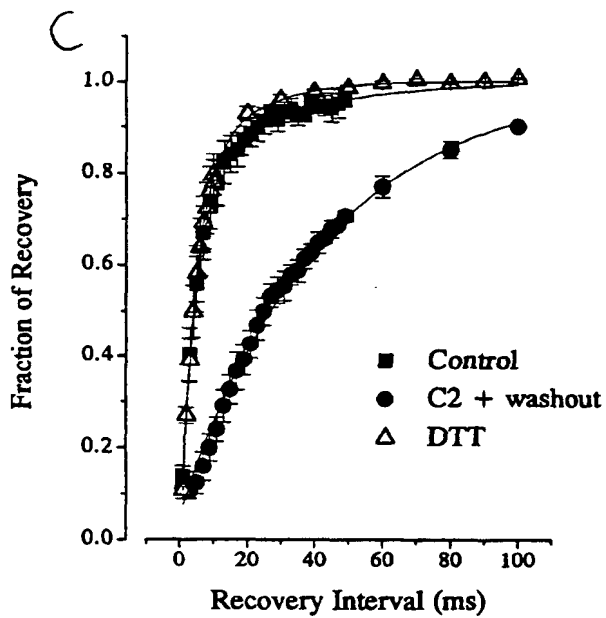 C
Fraction of Recovery
1.0
0.8
0.6
0.4
0.2
0.0
Control
C2 + washout
DTT
0 20 40 60 80 100
Recovery Interval (ms)